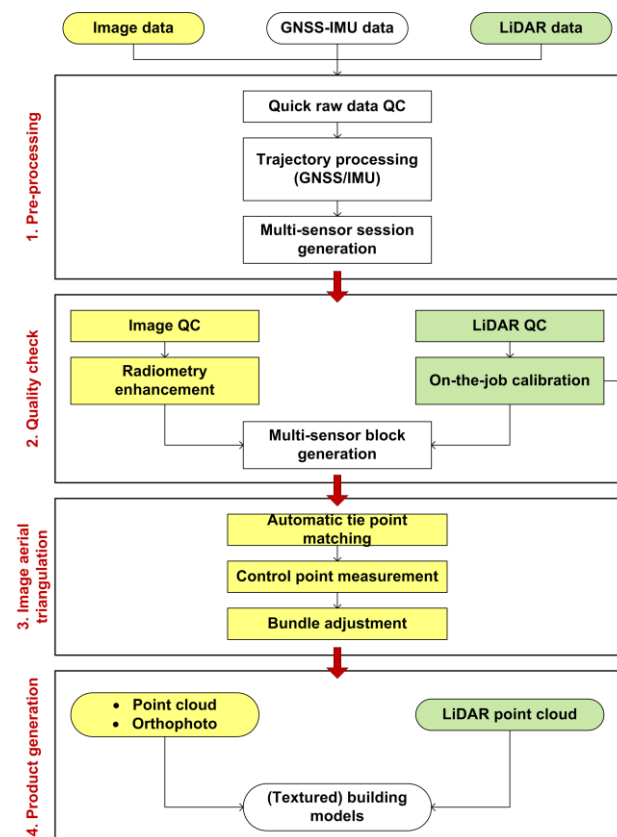 Image data
GNSS-IMU data
LiDAR data
1. Pre-processing
Quick raw data QC
Trajectory processing
(GNSS/IMU)
Multi-sensor session
generation
2. Quality check
Image QC
LiDAR QC
Radiometry
enhancement
On-the-job calibration
Multi-sensor block
generation
3. Image aerial
triangulation
Automatic tie point
matching
Control point measurement
Bundle adjustment
4. Product generation
• Point cloud
• Orthophoto
LiDAR point cloud
(Textured) building
models